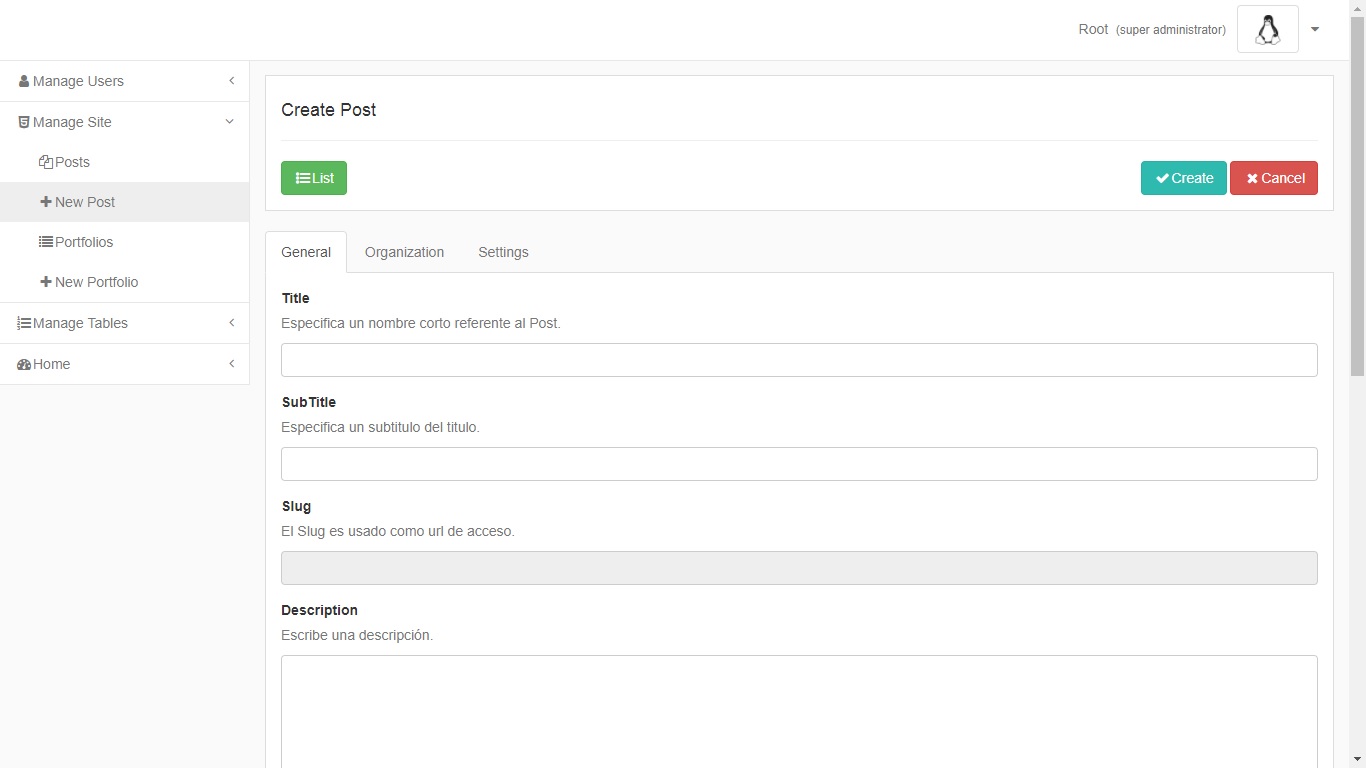 Root (super administrator)
Manage Users
Manage Site
Posts
New Post
Portfolios
New Portfolio
Manage Tables
Home
Create Post
List
Create
Cancel
General
Organization
Settings
Title
Especifica un nombre corto referente al Post.
SubTitle
Especifica un subtitulo del titulo.
Slug
El Slug es usado como url de acceso.
Description
Escribe una descripción.